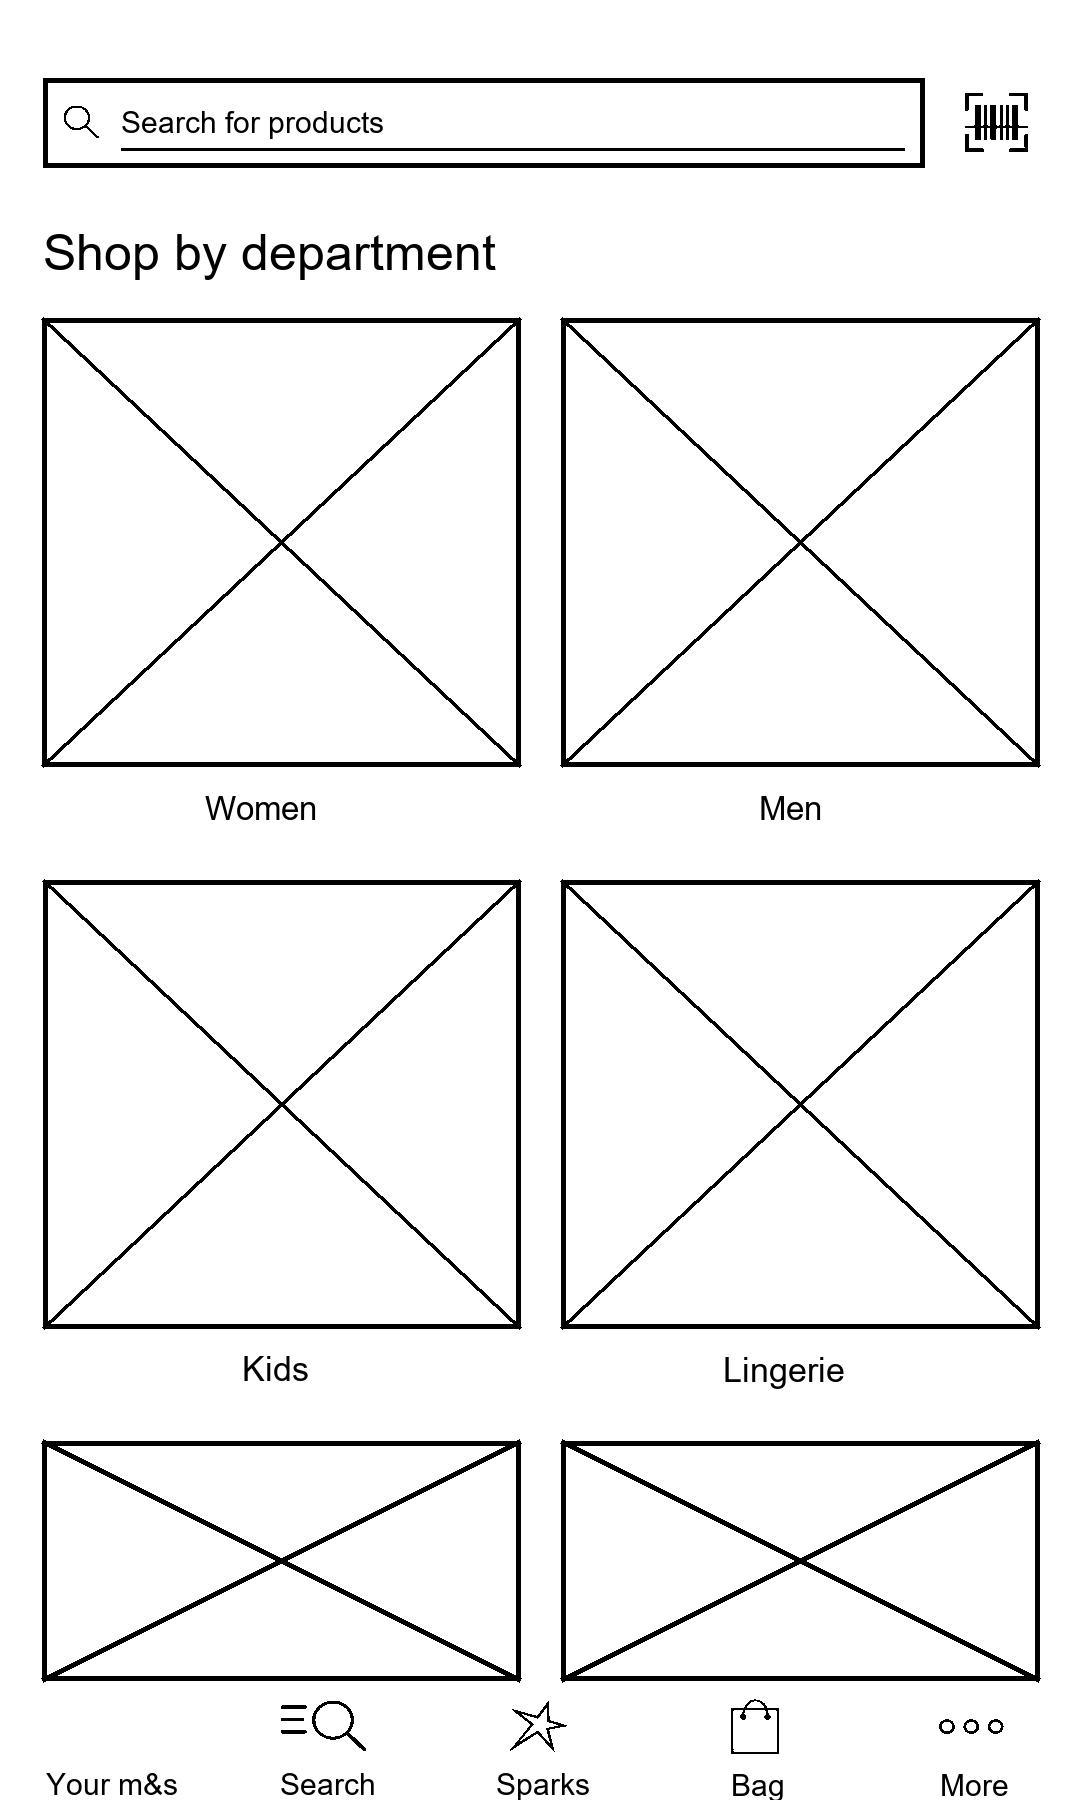 Search for products
Shop by department
Women
Men
Kids
Lingerie
Your m&s
Search
Sparks
Bag
More